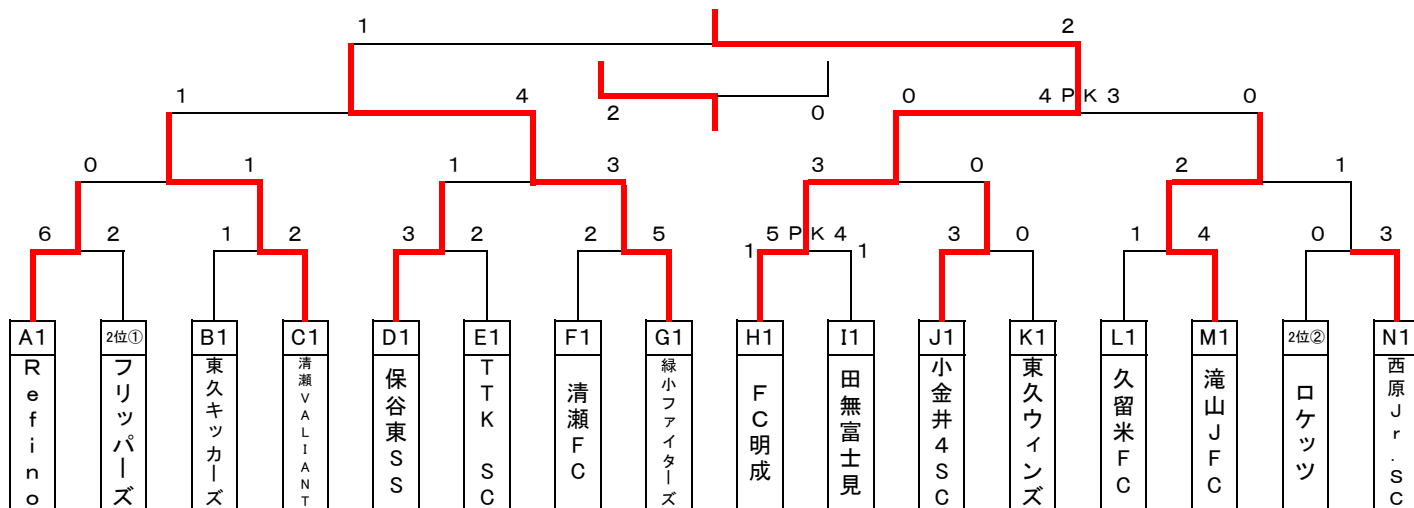 1 2
1 4 2 0 0 4 PK 3 0
0 1 1 3 3 0 2 1
6 2 1 2 3 2 2 5 1 5 PK 4 1 3 0 1 4 0 3
A1 2位① B1 C1 D1 E1 F1 G1 H1 I1 J1 K1 L1 M1 2位② N1
Refino
フリッパーズ
東久キッカーズ
清瀬VALIANT
保谷東SS
TTK SC
清瀬FC
緑小ファイターズ
FC明成
田無富士見
小金井4SC
東久ウィンズ
久留米FC
滝山JFC
ロケッツ
西原Jr.SC